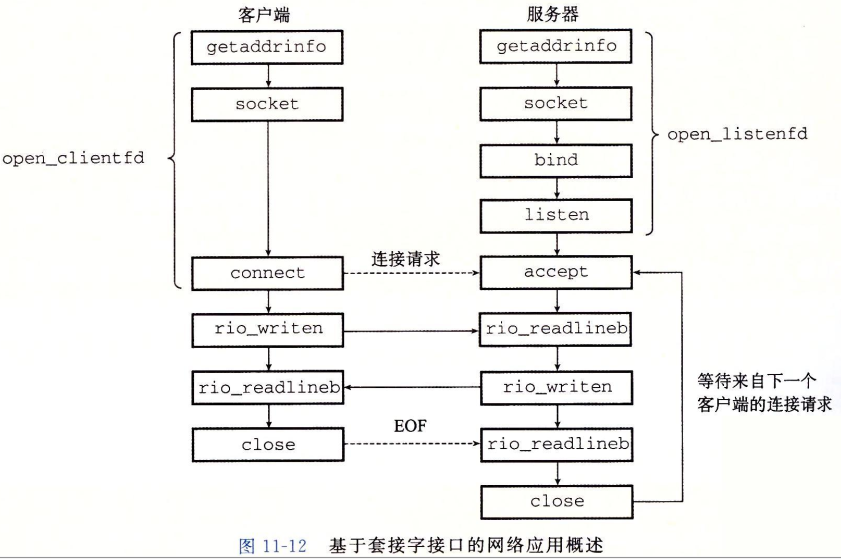 客户端 服务器
getaddrinfo getaddrinfo
socket socket
open_clientfd open_listenfd
bind
listen
连接请求
connect accept
rio_writen rio_readlineb
等待来自下一个
rio_readlineb rio_writen
客户端的连接请求
EOF
close rio_readlineb
close
图 11-12 基于套接字接口的网络应用概述